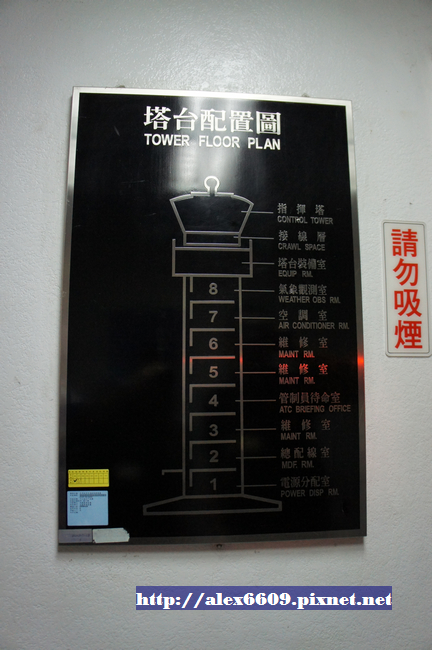 塔台配置圖
TOWER FLOOR PLAN
指揮塔
CONTROL TOWER
接線層
CRAWL SPACE
塔台裝備室
EQUIP RM.
8 氣象觀測室
WEATHER OBS RM.
7 空調室
AIR CONDITIONER RM.
6 維修室
MAINT RM.
5 維修室
MAINT RM.
4 管制員待命室
ATC BRIEFING OFFICE
3 維修室
MAINT RM.
2 總配線室
MDF. RM.
1 電源分配室
POWER DISP RM.
請勿吸煙
http://alex6609.pixnet.net